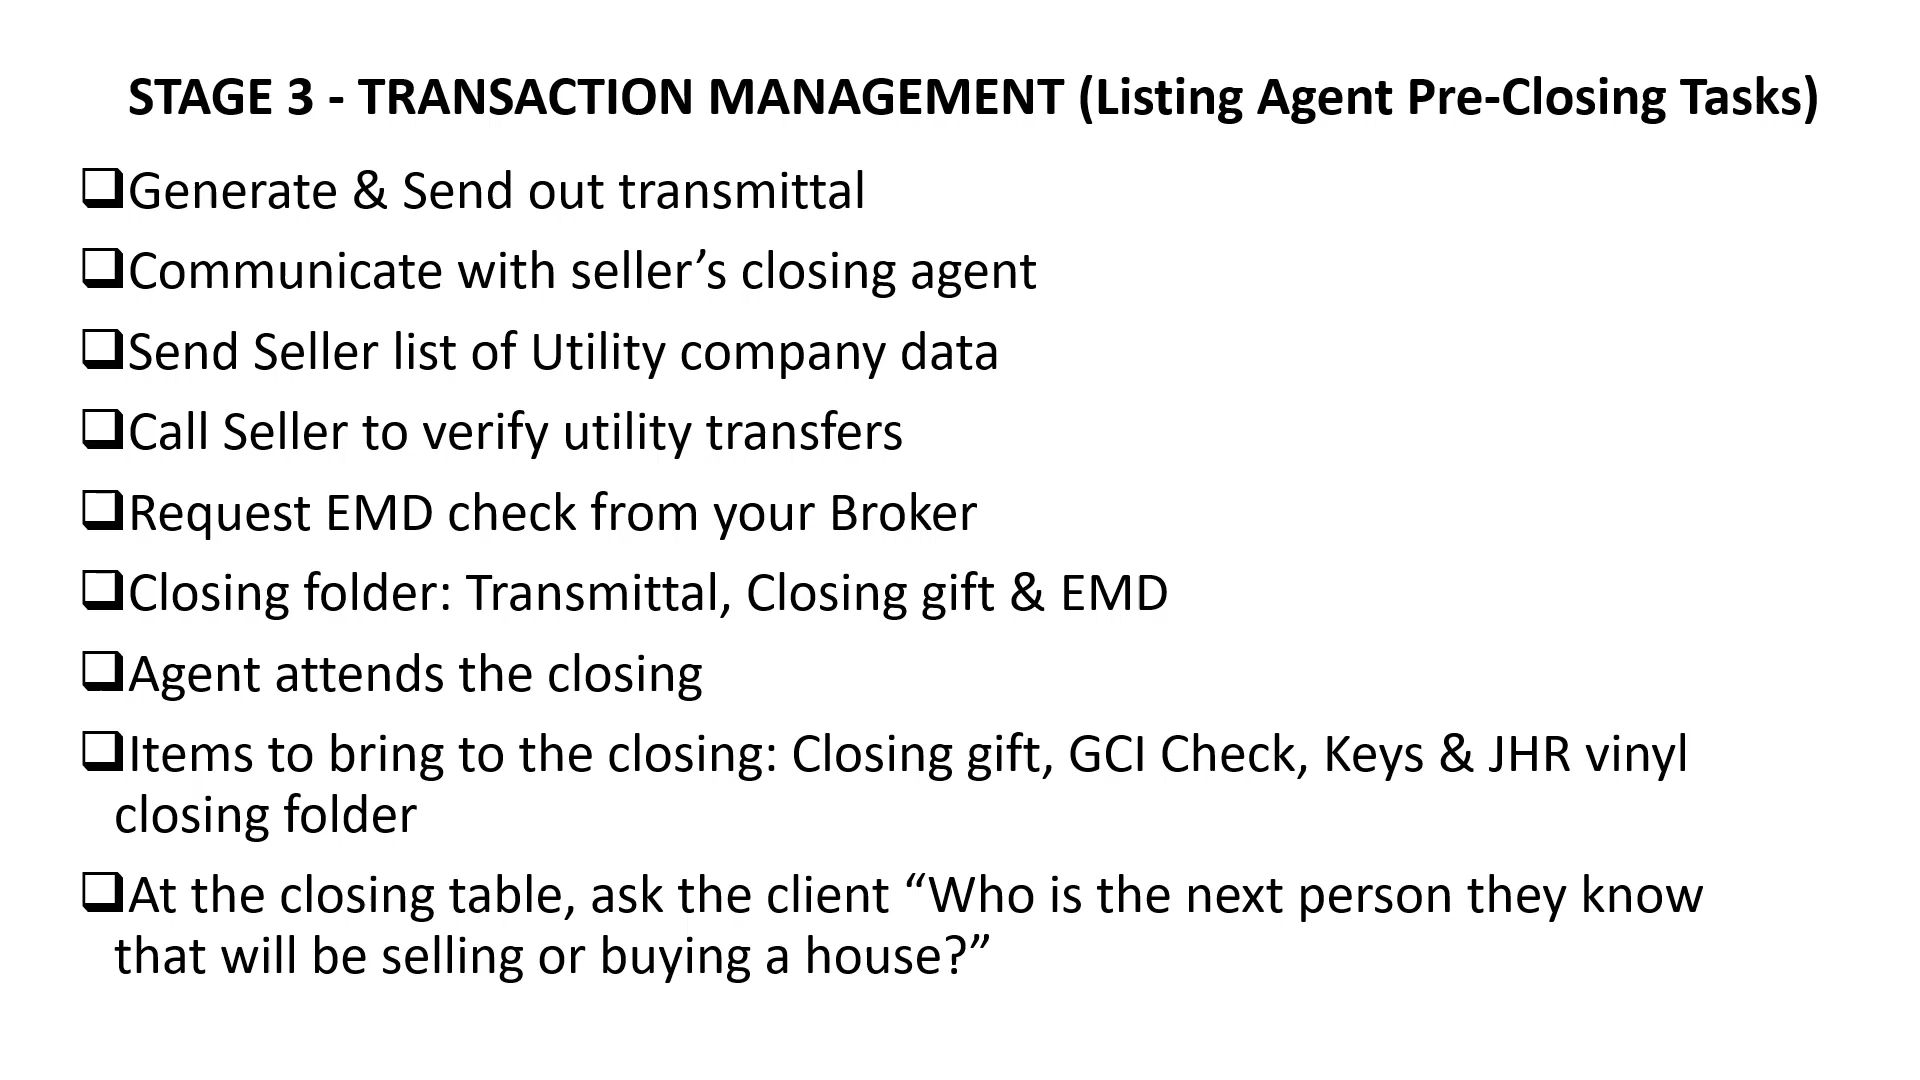 STAGE 3 - TRANSACTION MANAGEMENT (Listing Agent Pre-Closing Tasks)
❑Generate & Send out transmittal
❑Communicate with seller’s closing agent
❑Send Seller list of Utility company data
❑Call Seller to verify utility transfers
❑Request EMD check from your Broker
❑Closing folder: Transmittal, Closing gift & EMD
❑Agent attends the closing
❑Items to bring to the closing: Closing gift, GCI Check, Keys & JHR vinyl
closing folder
❑At the closing table, ask the client “Who is the next person they know
that will be selling or buying a house?”